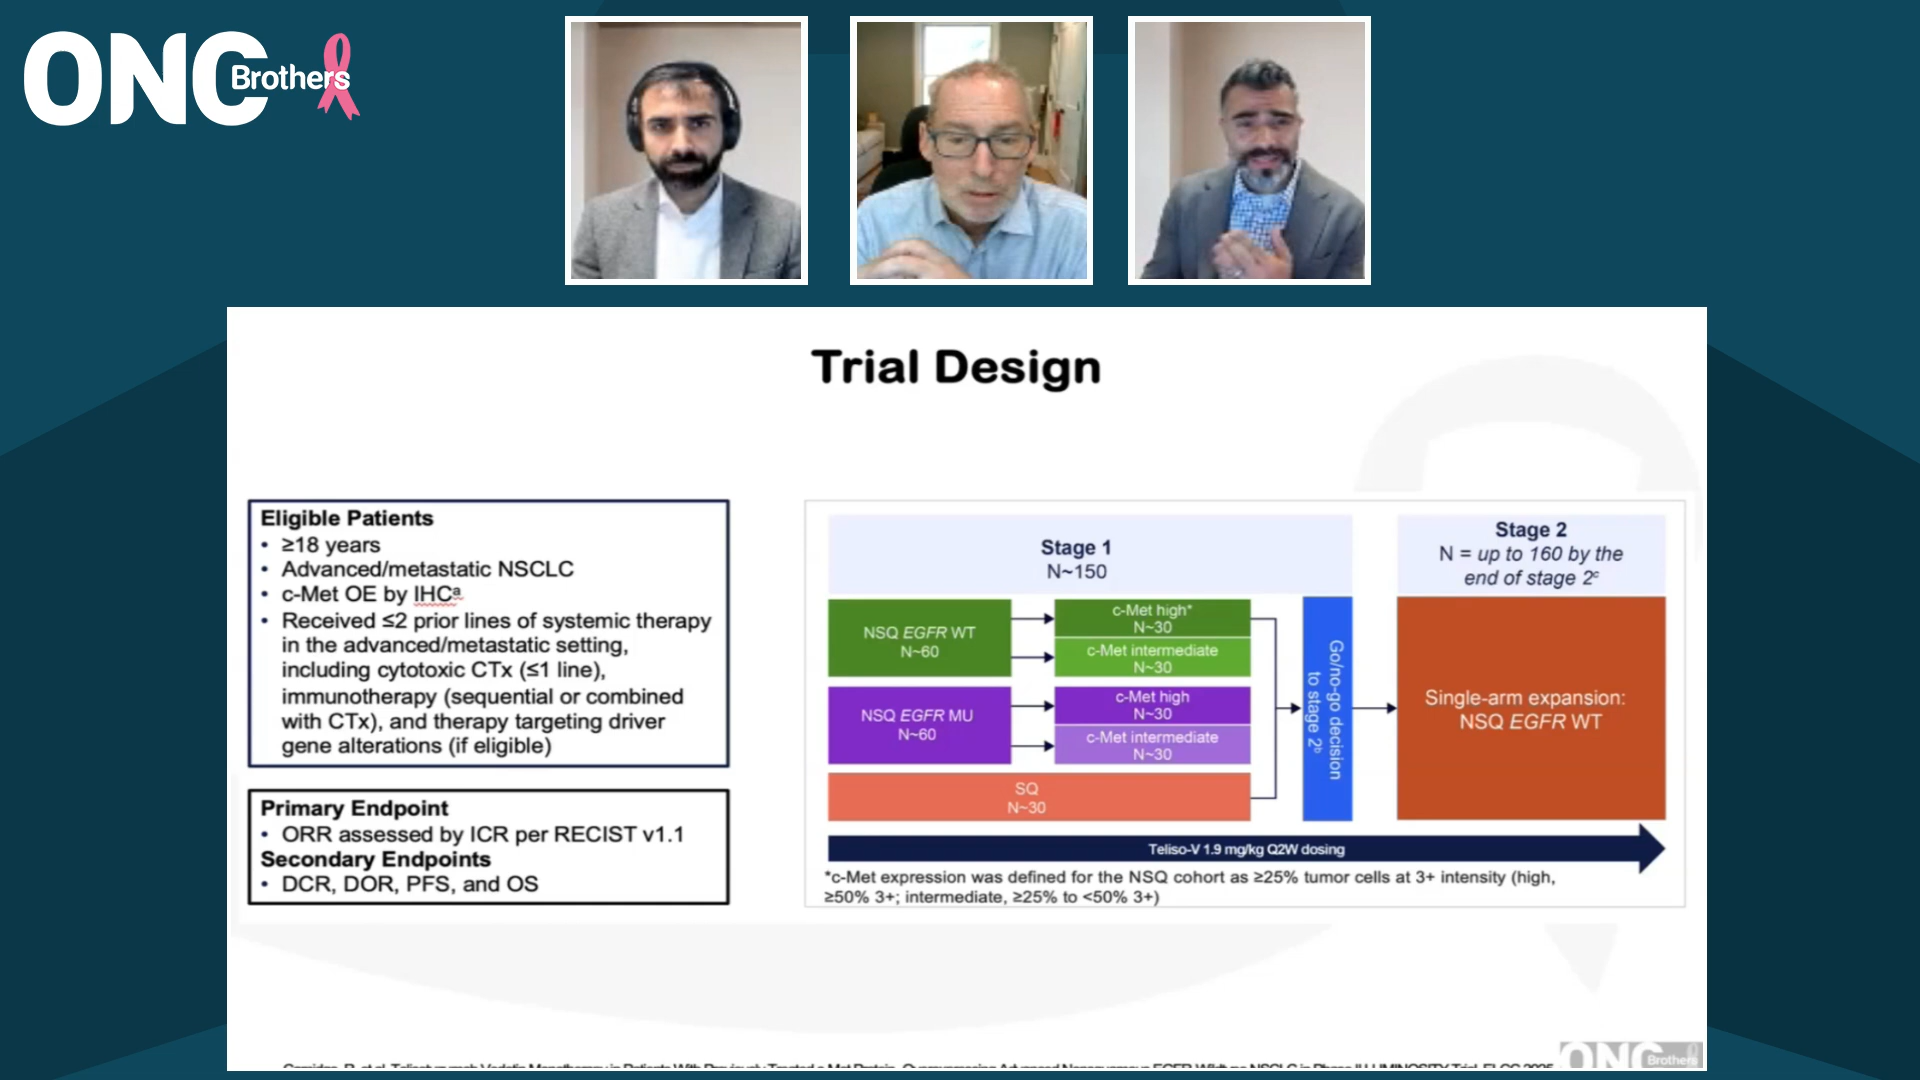 ONC Brothers
Trial Design
Eligible Patients
• ≥18 years
• Advanced/metastatic NSCLC
• c-Met OE by IHCª
• Received ≤2 prior lines of systemic therapy
in the advanced/metastatic setting,
including cytotoxic CTx (≤1 line),
immunotherapy (sequential or combined
with CTx), and therapy targeting driver
gene alterations (if eligible)
Primary Endpoint
• ORR assessed by ICR per RECIST v1.1
Secondary Endpoints
• DCR, DOR, PFS, and OS
Stage 1
N~150
Stage 2
N = up to 160 by the
end of stage 2ᶜ
NSQ EGFR WT
N~60
c-Met high*
N~30
c-Met intermediate
N~30
NSQ EGFR MU
N~60
c-Met high
N~30
c-Met intermediate
N~30
SQ
N~30
Go/no-go decision
to stage 2ᵇ
Single-arm expansion:
NSQ EGFR WT
Teliso-V 1.9 mg/kg Q2W dosing
*c-Met expression was defined for the NSQ cohort as ≥25% tumor cells at 3+ intensity (high,
≥50% 3+; intermediate, ≥25% to <50% 3+)
ONC Brothers